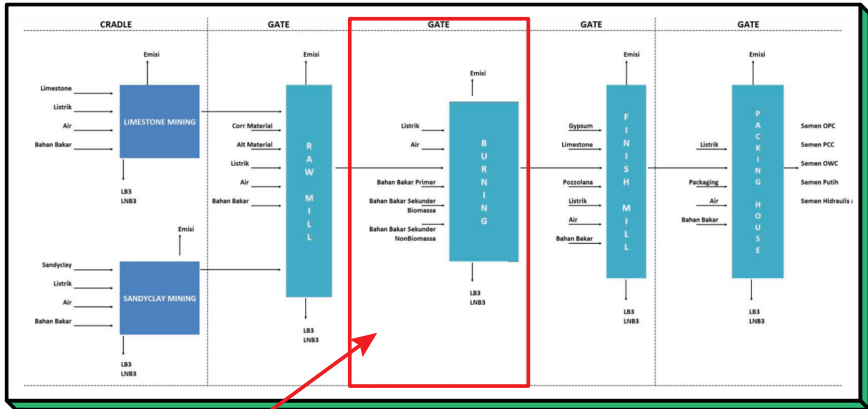 CRADLE
GATE
GATE
GATE
GATE
Emisi
Limestone
Listrik
Air
Bahan Bakar
LIMESTONE MINING
LB3
LNB3
Emisi
Sandyclay
Listrik
Air
Bahan Bakar
SANDYCLAY MINING
LB3
LNB3
Emisi
Corr Material
Alt Material
Listrik
Air
Bahan Bakar
RAW MILL
LB3
LNB3
Emisi
Listrik
Air
Bahan Bakar Primer
Bahan Bakar Sekunder
Biomassa
Bahan Bakar Sekunder
NonBiomassa
BURNING
LB3
LNB3
Emisi
Gypsum
Limestone
Pozzolana
Listrik
Air
Bahan Bakar
FINISH MILL
LB3
LNB3
Emisi
Listrik
Packaging
Air
Bahan Bakar
PACKING HOUSE
LB3
LNB3
Semen OPC
Semen PCC
Semen OWC
Semen Putih
Semen Hidraulis